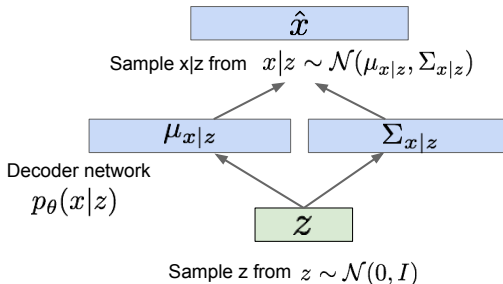 x̂
Sample x|z from x|z ∼ 𝒩(μ_{x|z}, Σ_{x|z})
μ_{x|z} Σ_{x|z}
Decoder network
p_θ(x|z)
z
Sample z from z ∼ 𝒩(0, I)